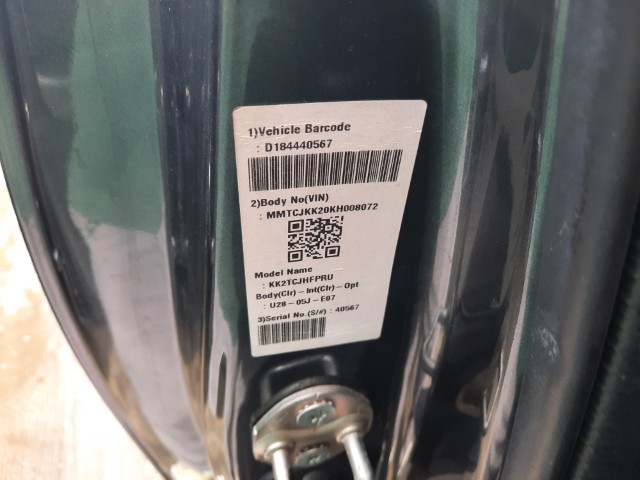 1)Vehicle Barcode
: D184440567
2)Body No(VIN)
: MMTCJKK20KH008072
Model Name
: KK2TCJHFPRU
Body(Clr)-Int(Clr)-Opt
: U28-05J-E07
3)Serial No.(S/#) : 40567